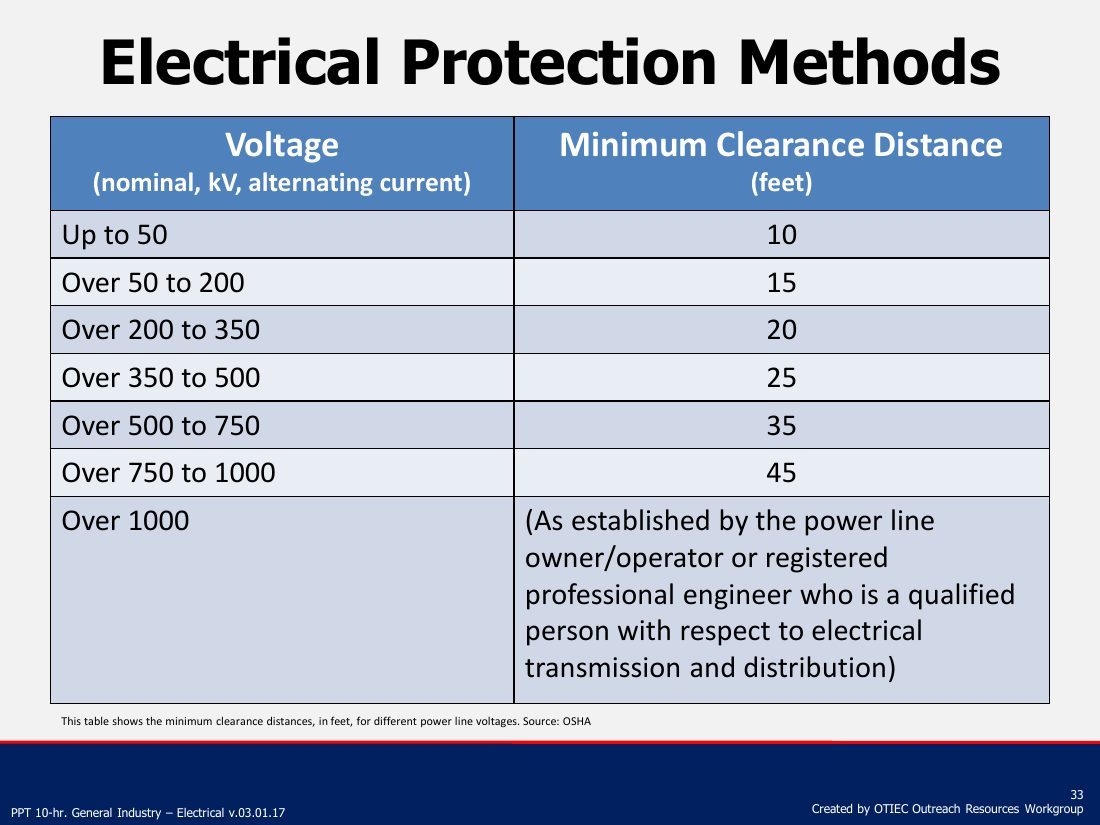 Electrical Protection Methods
Voltage
(nominal, kV, alternating current)
Minimum Clearance Distance
(feet)
Up to 50
10
Over 50 to 200
15
Over 200 to 350
20
Over 350 to 500
25
Over 500 to 750
35
Over 750 to 1000
45
Over 1000
(As established by the power line
owner/operator or registered
professional engineer who is a qualified
person with respect to electrical
transmission and distribution)
This table shows the minimum clearance distances, in feet, for different power line voltages. Source: OSHA
33
PPT 10-hr. General Industry – Electrical v.03.01.17
Created by OTIEC Outreach Resources Workgroup